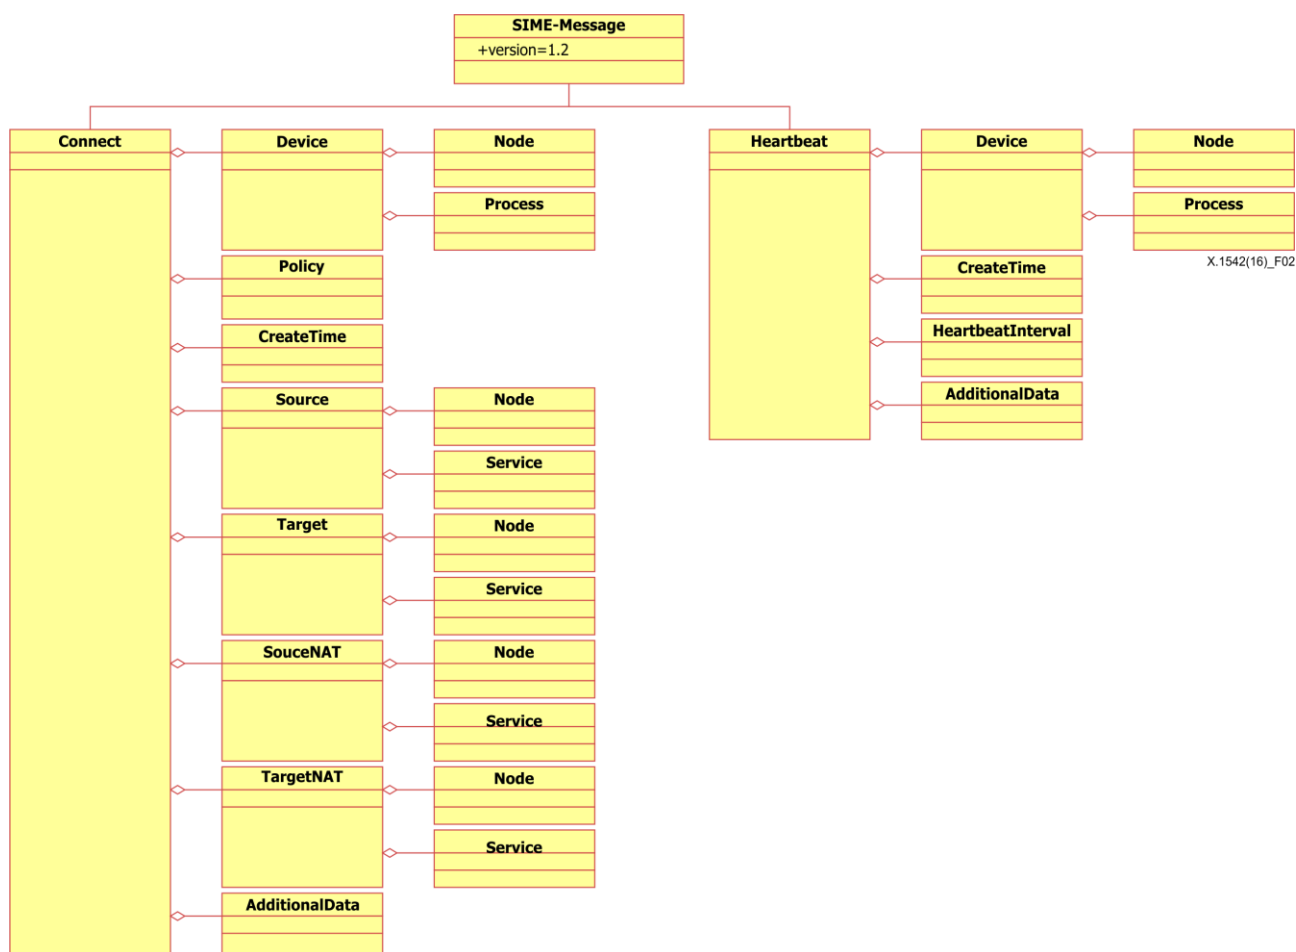 SIME-Message
+version=1.2
Connect
Device
Node
Process
Policy
CreateTime
Source
Node
Service
Target
Node
Service
SouceNAT
Node
Service
TargetNAT
Node
Service
AdditionalData
Heartbeat
Device
Node
Process
X.1542(16)_F02
CreateTime
HeartbeatInterval
AdditionalData